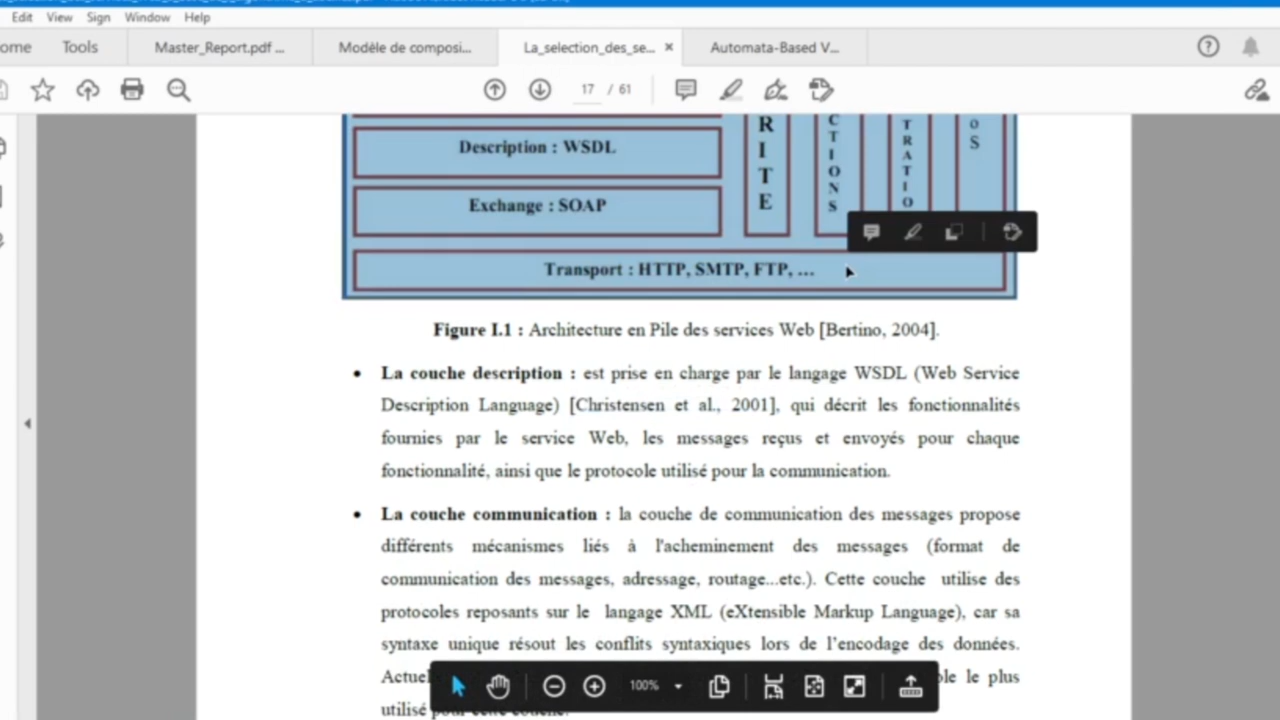 Edit View Sign Window Help
ome Tools Master_Report.pdf ... Modèle de composi... La_selection_des_se... × Automata-Based V...
17 / 61
Description : WSDL
Exchange : SOAP
R I T E
C T I O N S
T R A T I O
o S
Transport : HTTP, SMTP, FTP, ...
Figure I.1 : Architecture en Pile des services Web [Bertino, 2004].
• La couche description : est prise en charge par le langage WSDL (Web Service
Description Language) [Christensen et al., 2001], qui décrit les fonctionnalités
fournies par le service Web, les messages reçus et envoyés pour chaque
fonctionnalité, ainsi que le protocole utilisé pour la communication.
• La couche communication : la couche de communication des messages propose
différents mécanismes liés à l'acheminement des messages (format de
communication des messages, adressage, routage...etc.). Cette couche utilise des
protocoles reposants sur le langage XML (eXtensible Markup Language), car sa
syntaxe unique résout les conflits syntaxiques lors de l'encodage des données.
Actuel ble le plus
utilisé pour cette couche.
100%